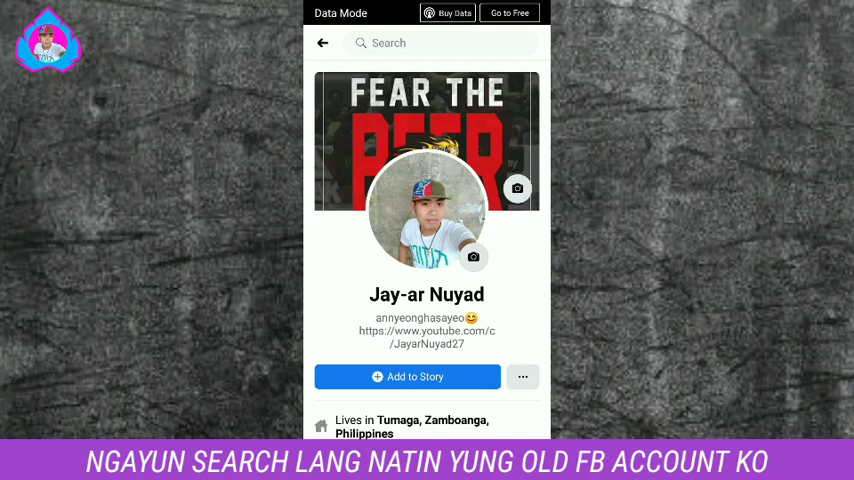 Data Mode
Buy Data
Go to Free
Search
FEAR THE
BEER
Jay-ar Nuyad
annyeonghasayeo😊
https://www.youtube.com/c
/JayarNuyad27
Add to Story
Lives in Tumaga, Zamboanga,
Philippines
NGAYUN SEARCH LANG NATIN YUNG OLD FB ACCOUNT KO